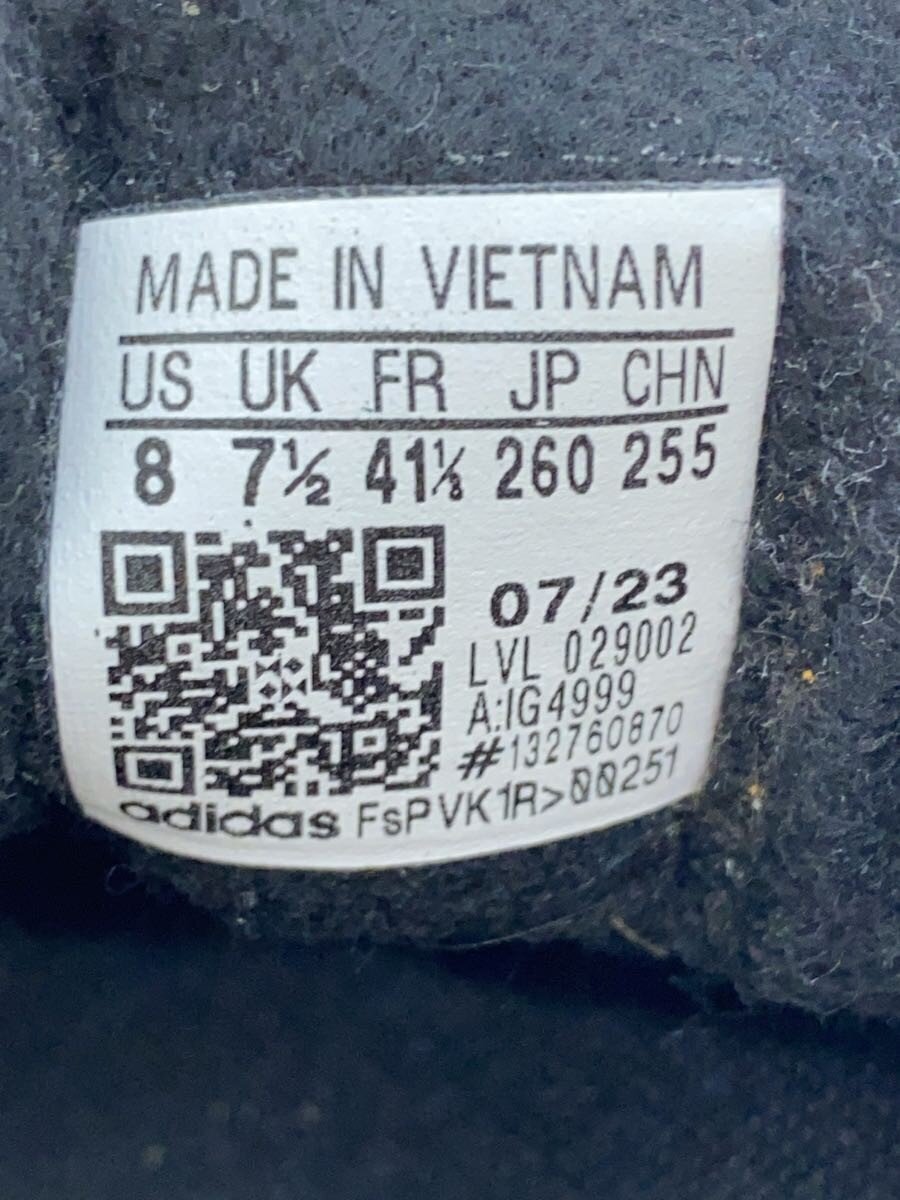 MADE IN VIETNAM
US UK FR JP CHN
8 7½ 41⅓ 260 255
07/23
LVL 029002
A:IG4999
#132760870
adidas FsPVK1R>00251